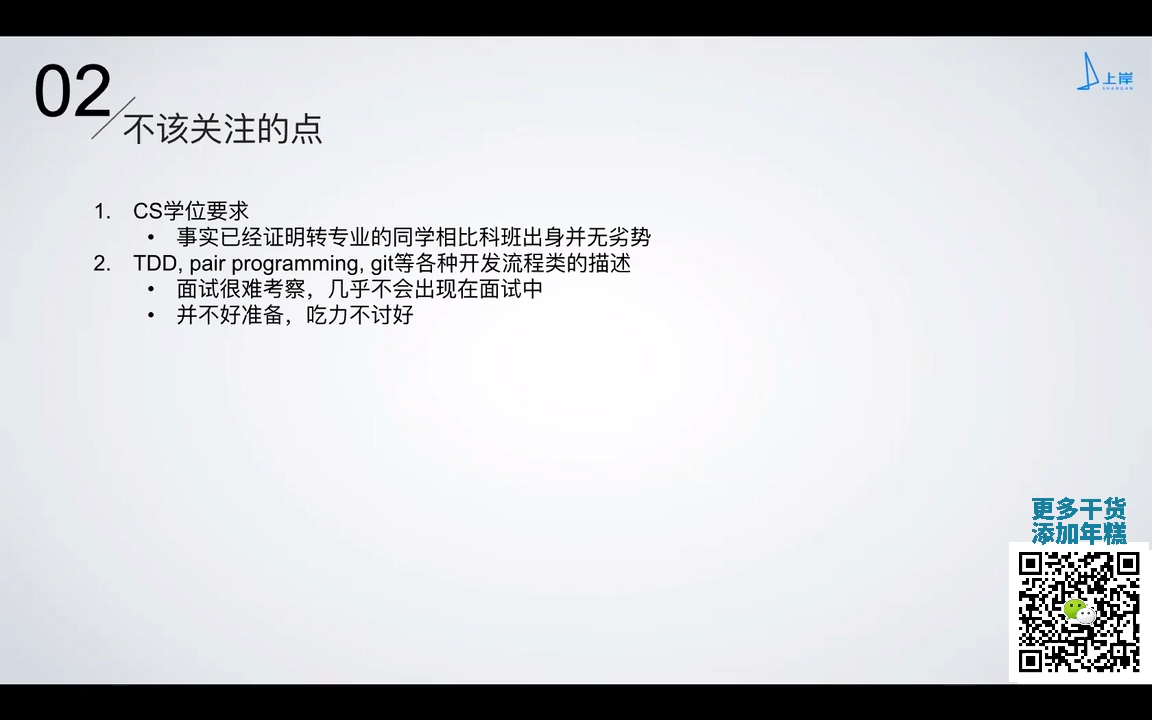 02
不该关注的点
上岸
SHANGAN
1. CS学位要求
• 事实已经证明转专业的同学相比科班出身并无劣势
2. TDD, pair programming, git等各种开发流程类的描述
• 面试很难考察，几乎不会出现在面试中
• 并不好准备，吃力不讨好
更多干货
添加年糕